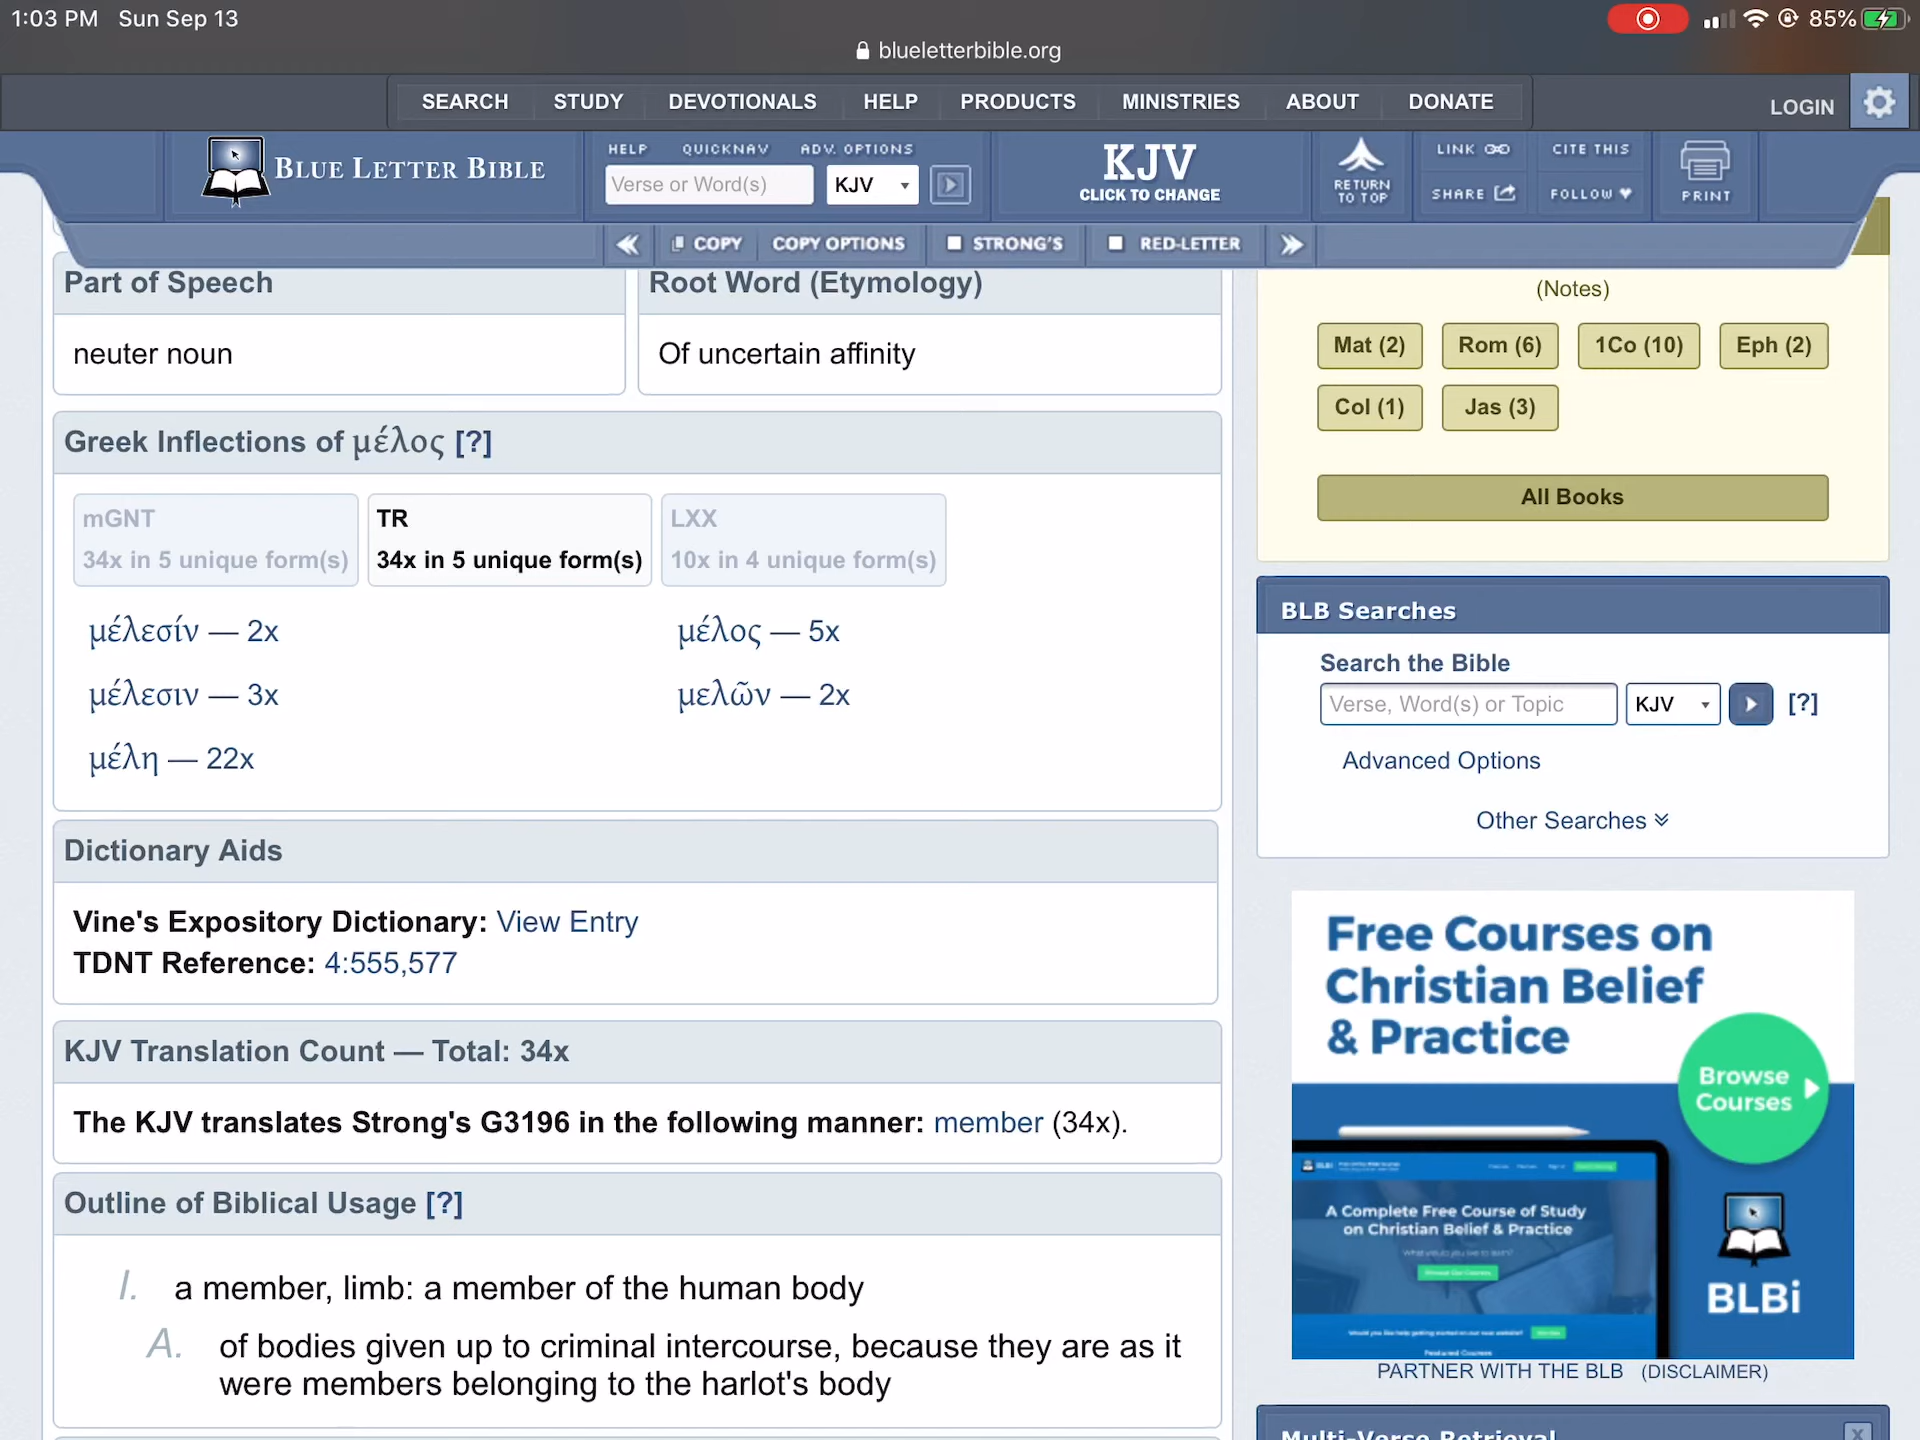 1:03 PM Sun Sep 13
85%
blueletterbible.org
SEARCH STUDY DEVOTIONALS HELP PRODUCTS MINISTRIES ABOUT DONATE
LOGIN
BLUE LETTER BIBLE
HELP QUICKNAV ADV. OPTIONS
Verse or Word(s) KJV
KJV
CLICK TO CHANGE
RETURN
TO TOP
LINK
CITE THIS
SHARE
FOLLOW
PRINT
COPY COPY OPTIONS STRONG'S RED-LETTER
Part of Speech
neuter noun
Root Word (Etymology)
Of uncertain affinity
Greek Inflections of μέλος [?]
mGNT
34x in 5 unique form(s)
TR
34x in 5 unique form(s)
LXX
10x in 4 unique form(s)
μέλεσίν — 2x
μέλος — 5x
μέλεσιν — 3x
μελῶν — 2x
μέλη — 22x
Dictionary Aids
Vine's Expository Dictionary: View Entry
TDNT Reference: 4:555,577
KJV Translation Count — Total: 34x
The KJV translates Strong's G3196 in the following manner: member (34x).
Outline of Biblical Usage [?]
I. a member, limb: a member of the human body
A. of bodies given up to criminal intercourse, because they are as it
were members belonging to the harlot's body
(Notes)
Mat (2) Rom (6) 1Co (10) Eph (2)
Col (1) Jas (3)
All Books
BLB Searches
Search the Bible
Verse, Word(s) or Topic KJV [?]
Advanced Options
Other Searches
Free Courses on
Christian Belief
& Practice
Browse
Courses
A Complete Free Course of Study
on Christian Belief & Practice
BLBi
PARTNER WITH THE BLB (DISCLAIMER)
Multi-Verse Retrieval
X